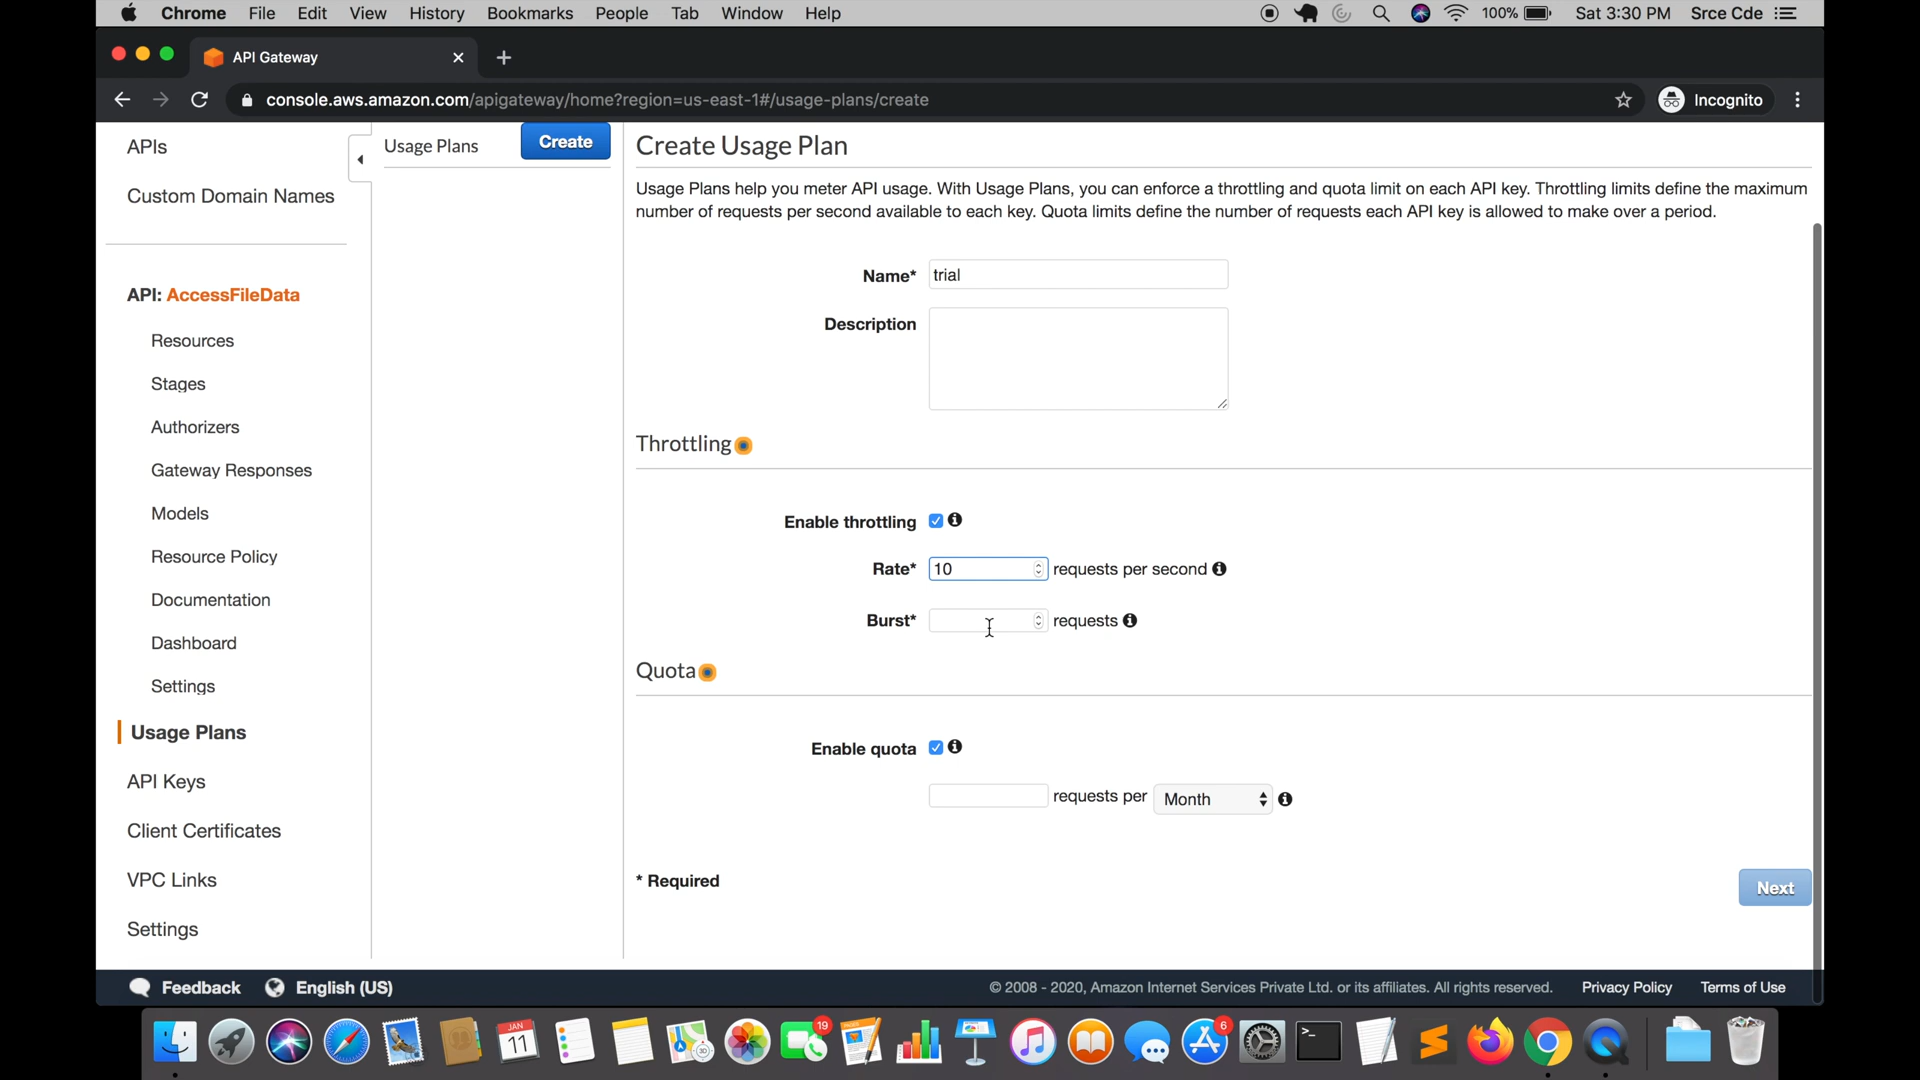 Chrome File Edit View History Bookmarks People Tab Window Help 100% Sat 3:30 PM Srce Cde
API Gateway
console.aws.amazon.com/apigateway/home?region=us-east-1#/usage-plans/create Incognito
APIs
Custom Domain Names
API: AccessFileData
Resources
Stages
Authorizers
Gateway Responses
Models
Resource Policy
Documentation
Dashboard
Settings
Usage Plans
API Keys
Client Certificates
VPC Links
Settings
Usage Plans Create
Create Usage Plan
Usage Plans help you meter API usage. With Usage Plans, you can enforce a throttling and quota limit on each API key. Throttling limits define the maximum
number of requests per second available to each key. Quota limits define the number of requests each API key is allowed to make over a period.
Name* trial
Description
Throttling
Enable throttling
Rate* 10 requests per second
Burst* requests
Quota
Enable quota
requests per Month
* Required
Next
Feedback English (US) © 2008 - 2020, Amazon Internet Services Private Ltd. or its affiliates. All rights reserved. Privacy Policy Terms of Use
JAN
11
19
6